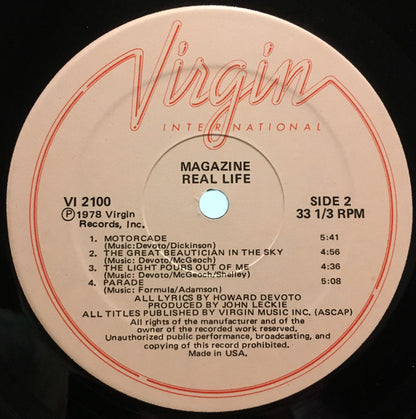 Virgin
INTERNATIONAL
MAGAZINE
REAL LIFE
VI 2100
Ⓟ1978 Virgin
Records, Inc.
SIDE 2
33 1/3 RPM
1. MOTORCADE 5:41
(Music:Devoto/Dickinson)
2. THE GREAT BEAUTICIAN IN THE SKY 4:56
(Music: Devoto/McGeoch)
3. THE LIGHT POURS OUT OF ME 4:36
(Music:Devoto/McGeoch/Shelley)
4. PARADE 5:08
(Music: Formula/Adamson)
ALL LYRICS BY HOWARD DEVOTO
PRODUCED BY JOHN LECKIE
ALL TITLES PUBLISHED BY VIRGIN MUSIC INC. (ASCAP)
All rights of the manufacturer and of the
owner of the recorded work reserved.
Unauthorized public performance, broadcasting, and
copying of this record prohibited.
Made in USA.